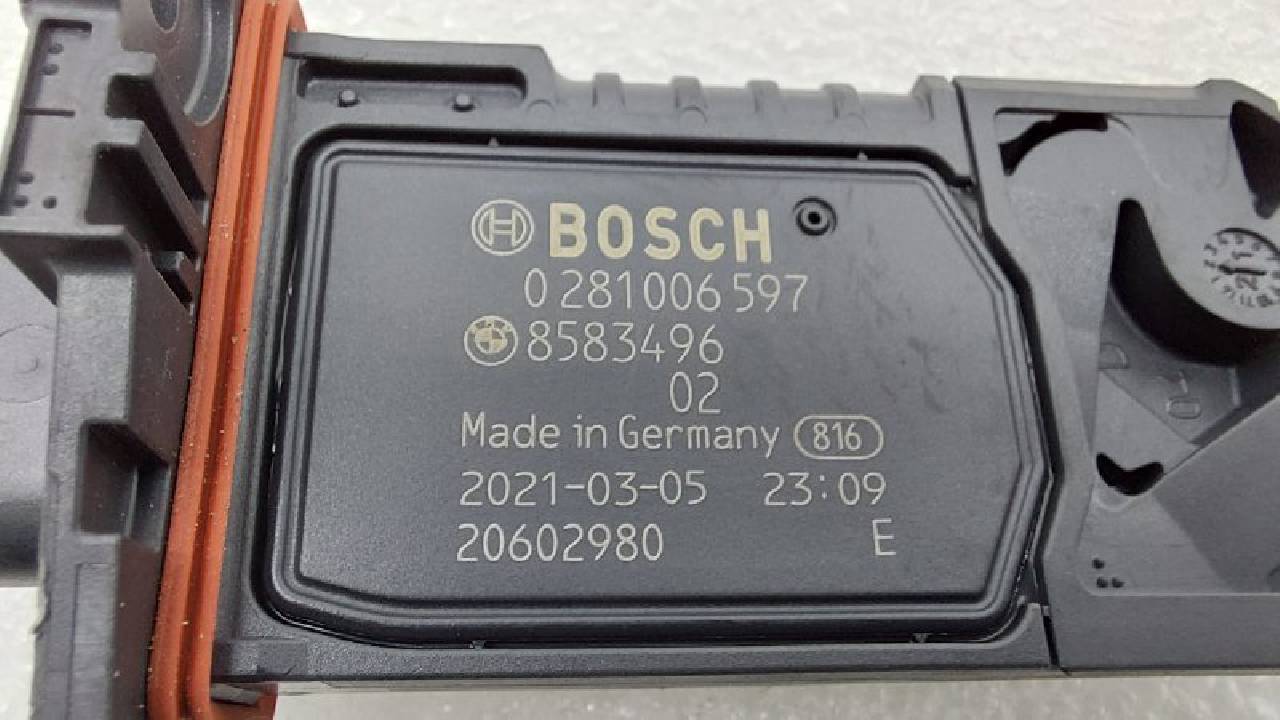 BOSCH
0 281 006 597
8583496
02
Made in Germany 816
2021-03-05 23:09
20602980 E